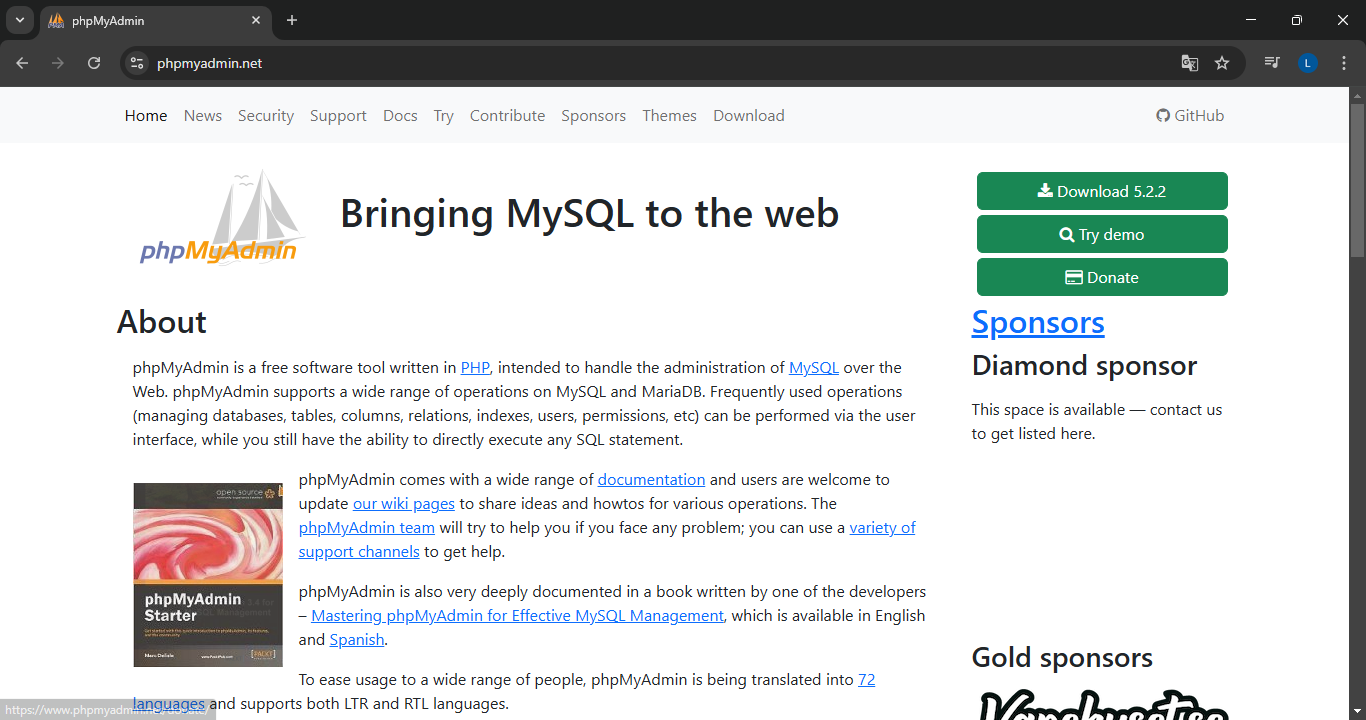 phpMyAdmin
phpmyadmin.net
L
Home News Security Support Docs Try Contribute Sponsors Themes Download GitHub
phpMyAdmin
Bringing MySQL to the web
Download 5.2.2
Try demo
Donate
About
phpMyAdmin is a free software tool written in PHP, intended to handle the administration of MySQL over the
Web. phpMyAdmin supports a wide range of operations on MySQL and MariaDB. Frequently used operations
(managing databases, tables, columns, relations, indexes, users, permissions, etc) can be performed via the user
interface, while you still have the ability to directly execute any SQL statement.
open source
phpMyAdmin
Starter
Marc Delisle
[PACKT]
phpMyAdmin comes with a wide range of documentation and users are welcome to
update our wiki pages to share ideas and howtos for various operations. The
phpMyAdmin team will try to help you if you face any problem; you can use a variety of
support channels to get help.
phpMyAdmin is also very deeply documented in a book written by one of the developers
– Mastering phpMyAdmin for Effective MySQL Management, which is available in English
and Spanish.
To ease usage to a wide range of people, phpMyAdmin is being translated into 72
languages and supports both LTR and RTL languages.
Sponsors
Diamond sponsor
This space is available — contact us
to get listed here.
Gold sponsors